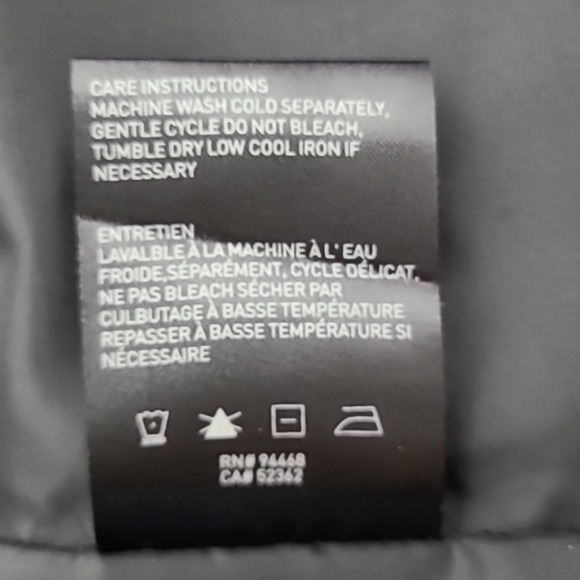 CARE INSTRUCTIONS
MACHINE WASH COLD SEPARATELY,
GENTLE CYCLE DO NOT BLEACH,
TUMBLE DRY LOW COOL IRON IF
NECESSARY
ENTRETIEN
LAVALBLE À LA MACHINE À L' EAU
FROIDE,SÉPARÉMENT, CYCLE DÉLICAT,
NE PAS BLEACH SÉCHER PAR
CULBUTAGE À BASSE TEMPÉRATURE
REPASSER À BASSE TEMPÉRATURE SI
NÉCESSAIRE
RN# 94468
CA# 52362